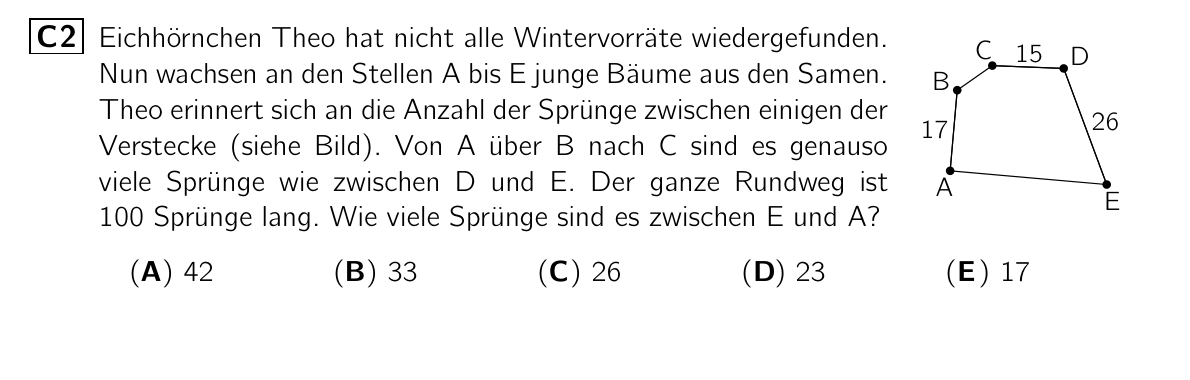 C2 Eichhörnchen Theo hat nicht alle Wintervorräte wiedergefunden.
Nun wachsen an den Stellen A bis E junge Bäume aus den Samen.
Theo erinnert sich an die Anzahl der Sprünge zwischen einigen der
Verstecke (siehe Bild). Von A über B nach C sind es genauso
viele Sprünge wie zwischen D und E. Der ganze Rundweg ist
100 Sprünge lang. Wie viele Sprünge sind es zwischen E und A?
C 15 D
B
17 26
A
E
(A) 42 (B) 33 (C) 26 (D) 23 (E) 17